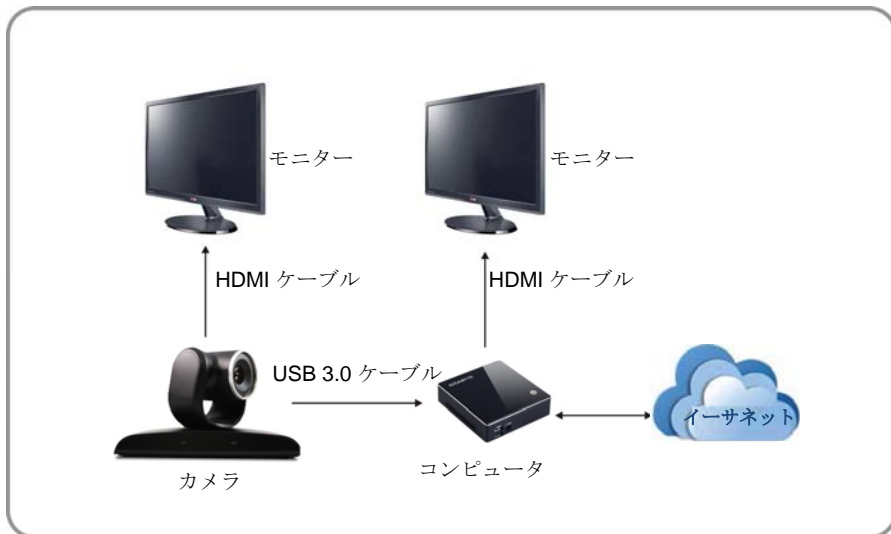 モニター
モニター
HDMI ケーブル
HDMI ケーブル
USB 3.0 ケーブル
GIGABYTE
イーサネット
カメラ
コンピュータ